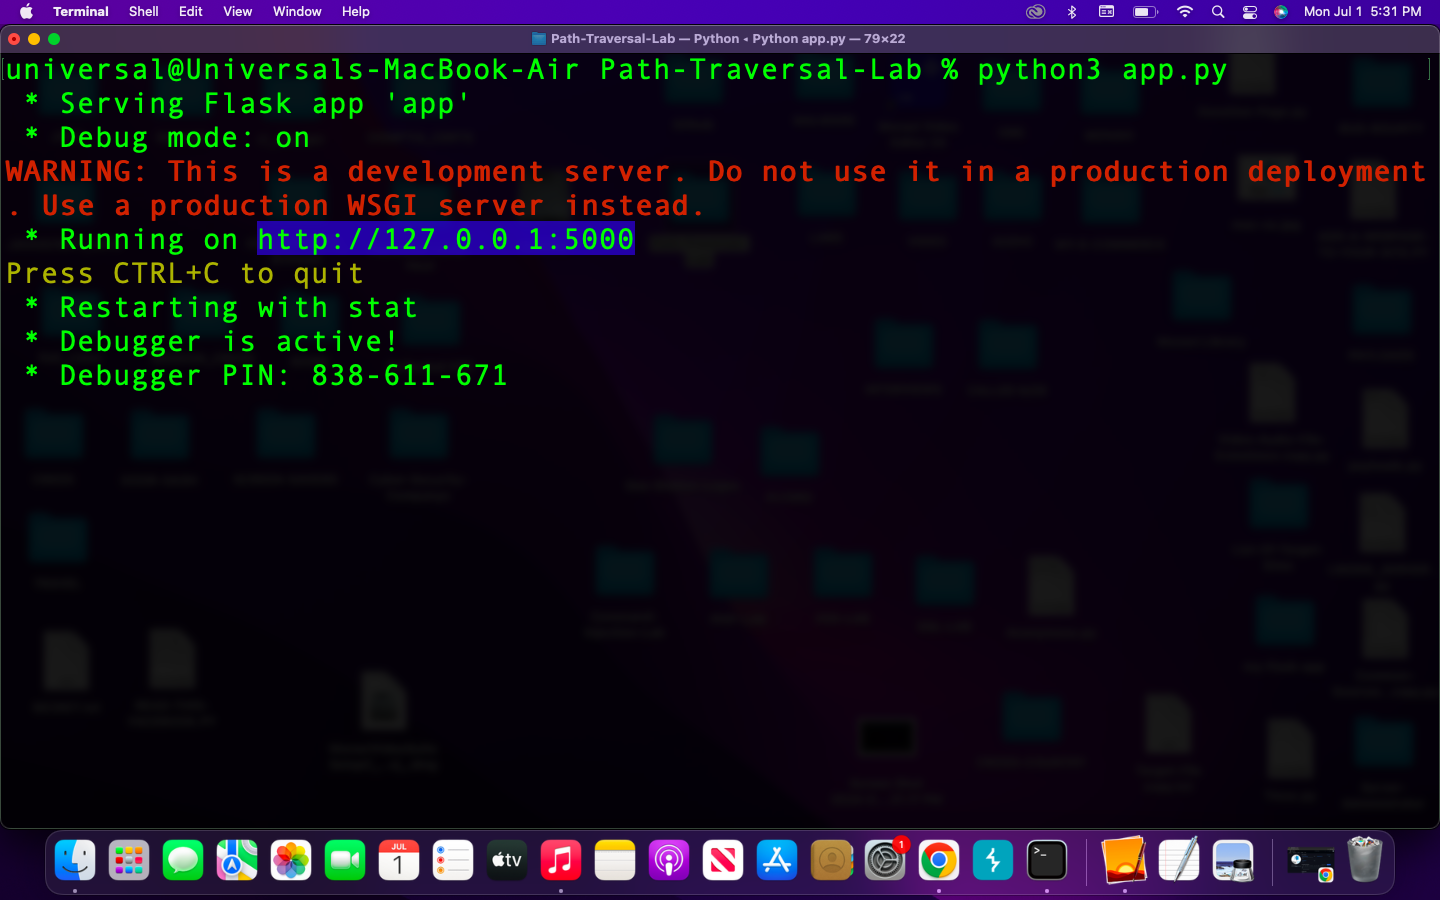 Terminal Shell Edit View Window Help Mon Jul 1 5:31 PM
Path-Traversal-Lab — Python ◂ Python app.py — 79×22
universal@Universals-MacBook-Air Path-Traversal-Lab % python3 app.py
* Serving Flask app 'app'
* Debug mode: on
WARNING: This is a development server. Do not use it in a production deployment
. Use a production WSGI server instead.
* Running on http://127.0.0.1:5000
Press CTRL+C to quit
* Restarting with stat
* Debugger is active!
* Debugger PIN: 838-611-671
JUL
1
tv
1
>_